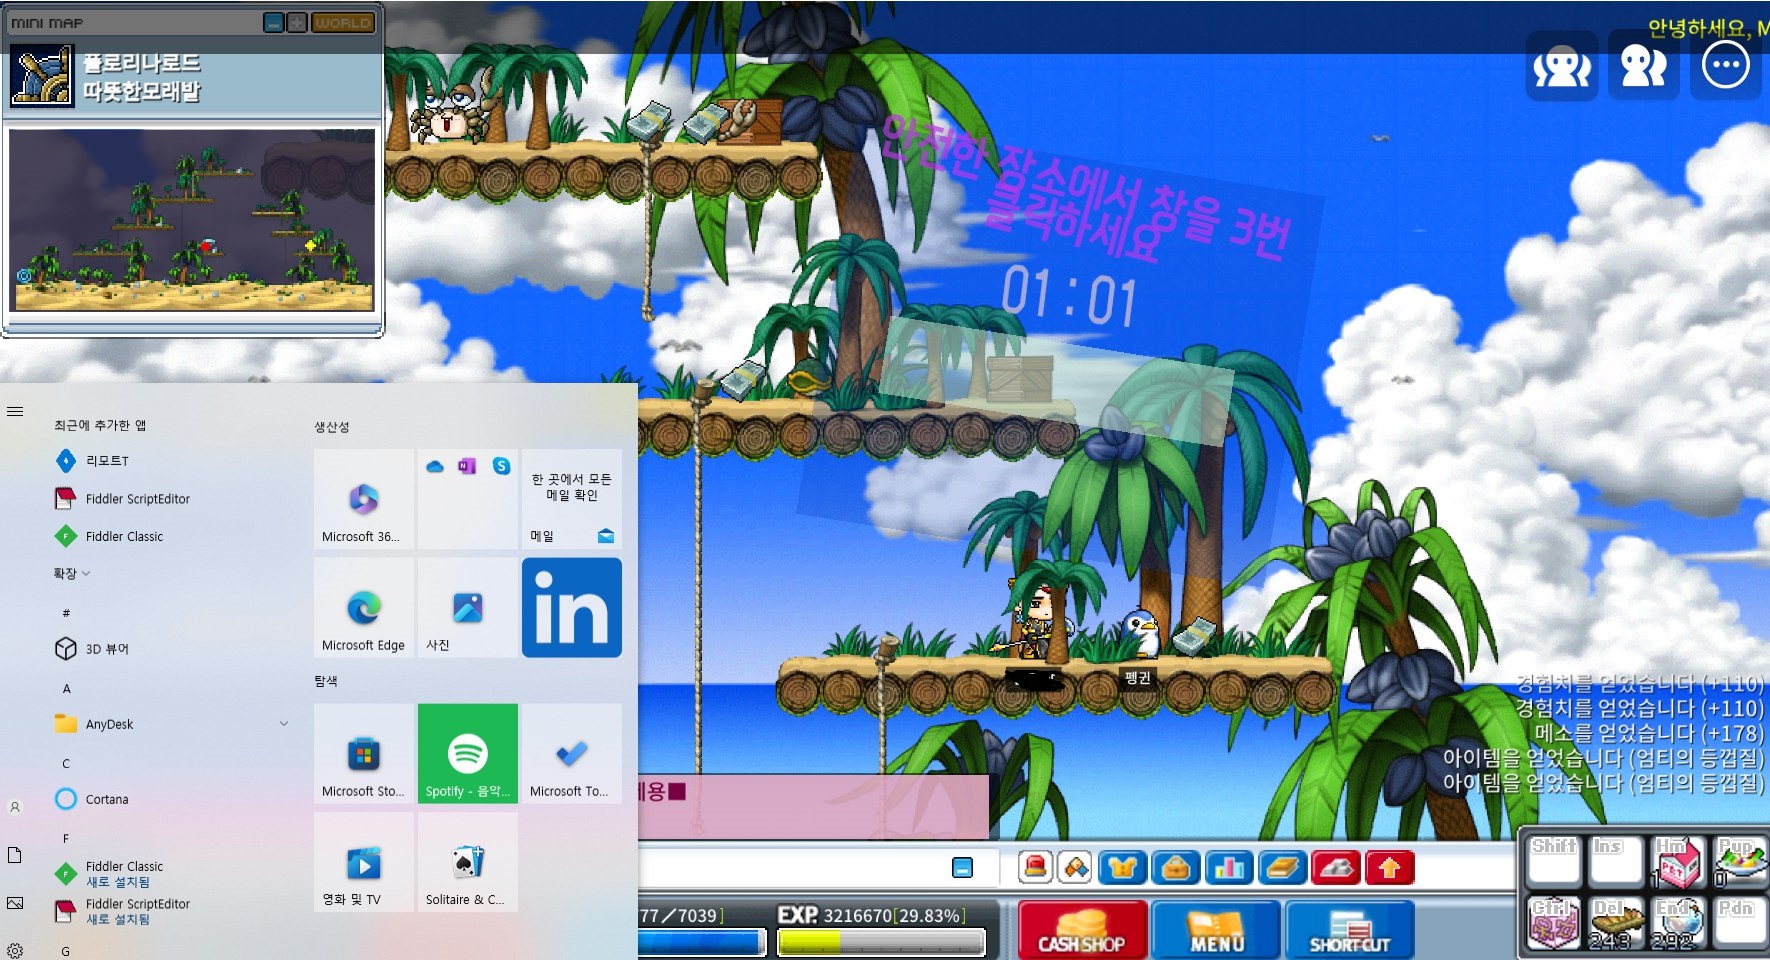 MINI MAP
WORLD
플로리나로드
따뜻한모래발
안녕하세요, M
안전한 장소에서 창을 3번
클릭하세요
01:01
최근에 추가한 앱
리모트T
Fiddler ScriptEditor
Fiddler Classic
확장
#
3D 뷰어
A
AnyDesk
C
Cortana
F
Fiddler Classic
새로 설치됨
Fiddler ScriptEditor
새로 설치됨
G
생산성
Microsoft 36...
N
S
한 곳에서 모든
메일 확인
메일
Microsoft Edge
사진
in
탐색
Microsoft Sto...
Spotify - 음악...
Microsoft To...
영화 및 TV
Solitaire & C...
펭귄
경험치를 얻었습니다 (+110)
경험치를 얻었습니다 (+110)
메소를 얻었습니다 (+178)
아이템을 얻었습니다 (엄티의 등껍질)
아이템을 얻었습니다 (엄티의 등껍질)
용■
77/7039]
EXP. 3216670[29.83%]
CASH SHOP
MENU
SHORT CUT
Shift
Ins
Hm
Pup
1
0
Ctrl
Del
End
Pdn
243
292